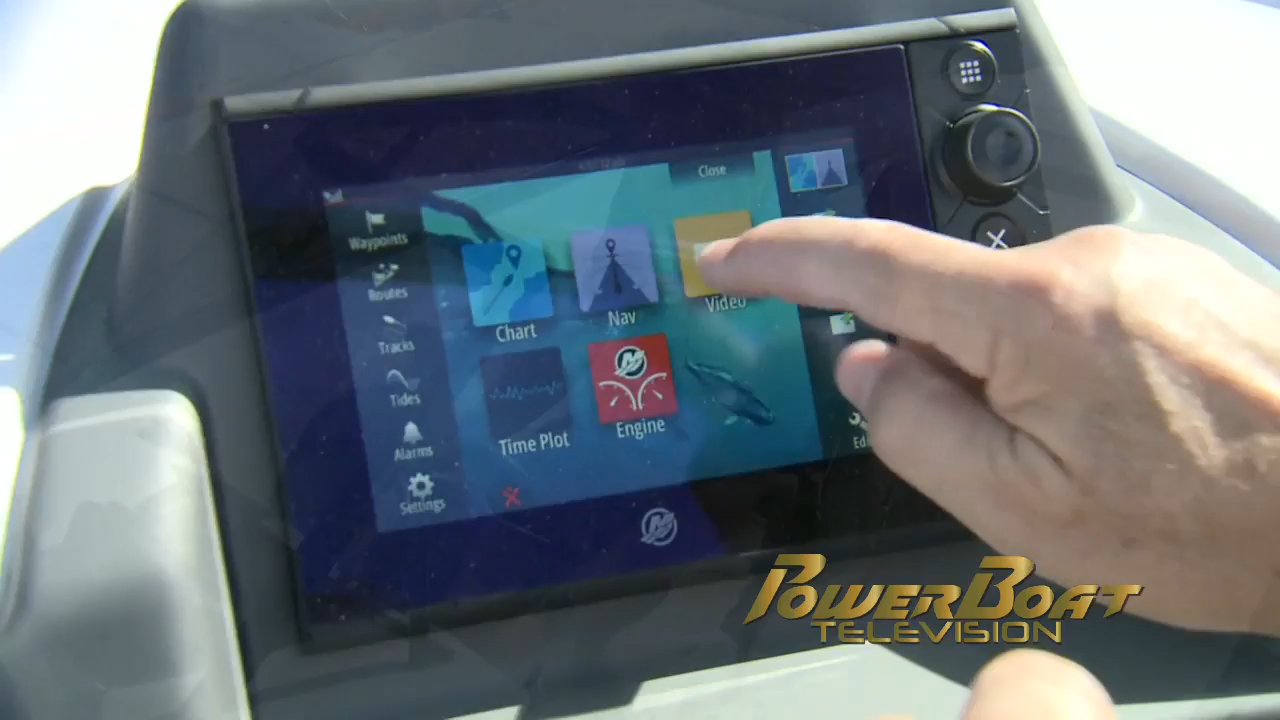 Close
Waypoints
Routes
Tracks
Tides
Alarms
Settings
Chart
Nav
Video
Time Plot
Engine
POWERBOAT
TELEVISION